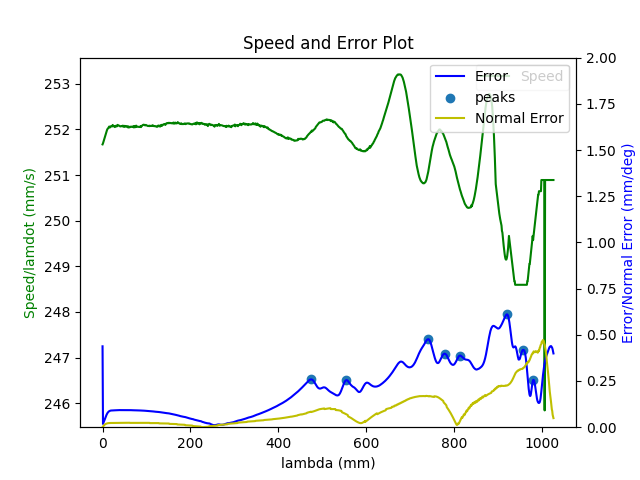 Speed and Error Plot
Error
Speed
peaks
Normal Error
253
252
251
250
249
248
247
246
2.00
1.75
1.50
1.25
1.00
0.75
0.50
0.25
0.00
0
200
400
600
800
1000
lambda (mm)
Speed/lamdot (mm/s)
Error/Normal Error (mm/deg)